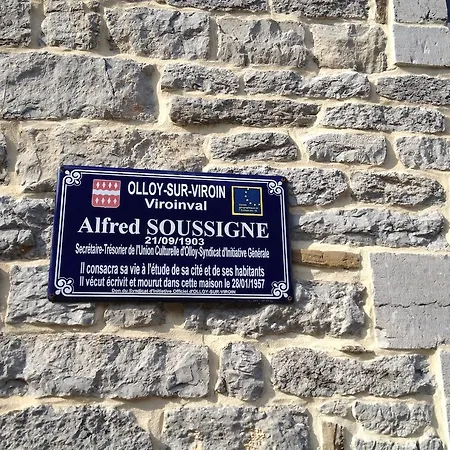 OLLOY-SUR-VIROIN
Viroinval
Alfred SOUSSIGNE
21/09/1903
Secrétaire-Trésorier de l'Union Culturelle d'Olloy-Syndicat d'Initiative Générale
Il consacra sa vie à l'étude de sa cité et de ses habitants
Il vécut écrivit et mourut dans cette maison le 28/01/1957
Don du Syndicat d'Initiative Officiel d'OLLOY-SUR-VIROIN